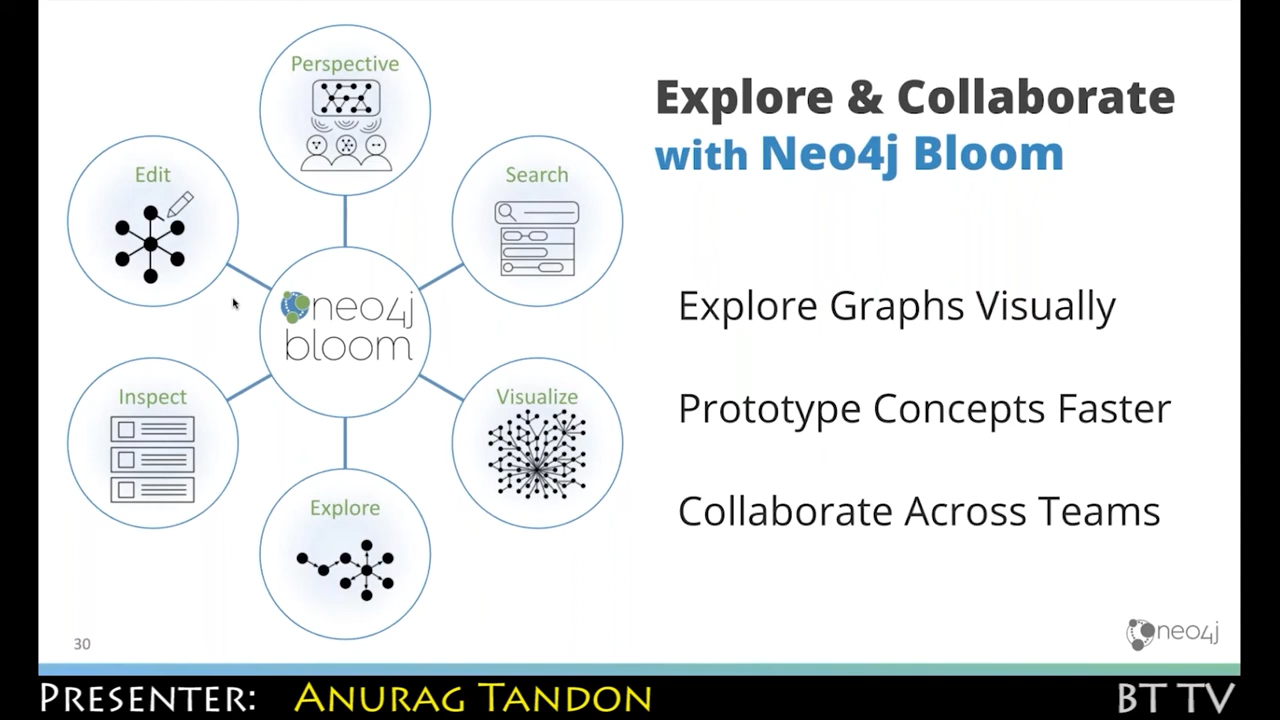 Perspective
Edit
Search
neo4j
bloom
Inspect
Visualize
Explore
Explore & Collaborate
with Neo4j Bloom
Explore Graphs Visually
Prototype Concepts Faster
Collaborate Across Teams
30
neo4j
PRESENTER: ANURAG TANDON
BT TV